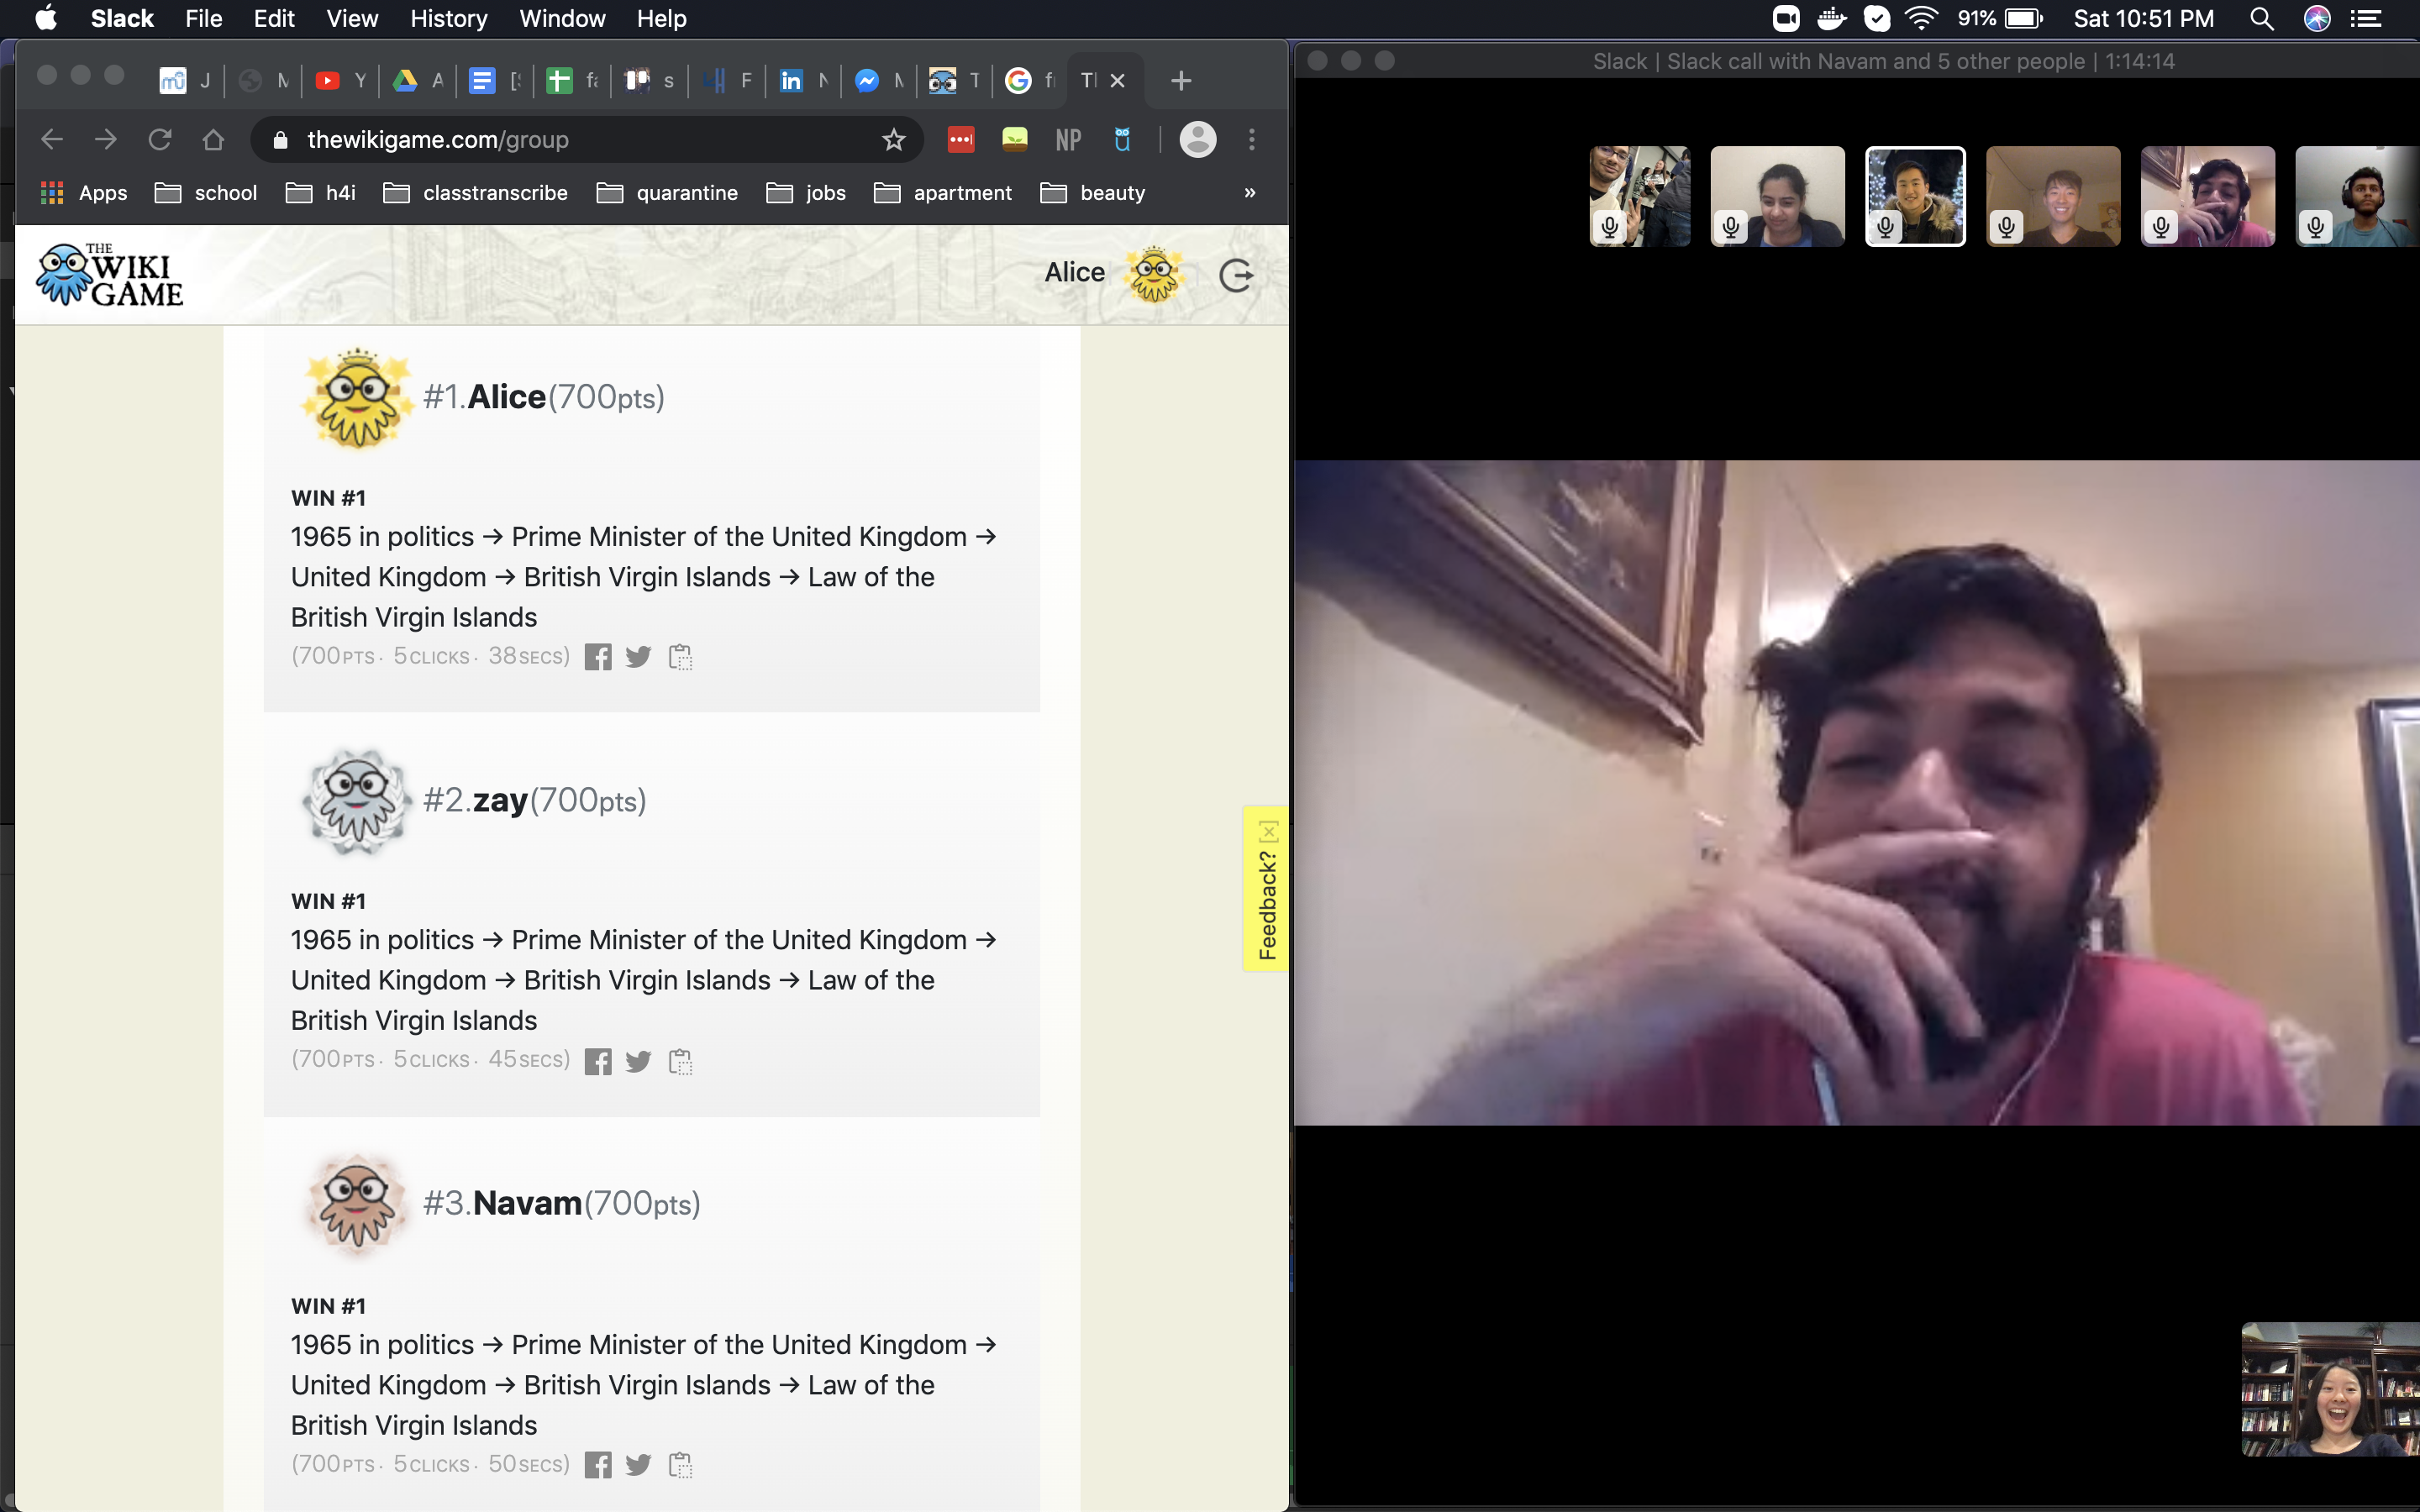 Slack File Edit View History Window Help 91% Sat 10:51 PM
J M Y A [S fa s F N M T fi Tl
thewikigame.com/group NP
Apps school h4i classtranscribe quarantine jobs apartment beauty »
THE WIKI GAME
Alice
#1.Alice(700pts)
WIN #1
1965 in politics → Prime Minister of the United Kingdom →
United Kingdom → British Virgin Islands → Law of the
British Virgin Islands
(700PTS· 5CLICKS· 38SECS)
#2.zay(700pts)
WIN #1
1965 in politics → Prime Minister of the United Kingdom →
United Kingdom → British Virgin Islands → Law of the
British Virgin Islands
(700PTS· 5CLICKS· 45SECS)
#3.Navam(700pts)
WIN #1
1965 in politics → Prime Minister of the United Kingdom →
United Kingdom → British Virgin Islands → Law of the
British Virgin Islands
(700PTS· 5CLICKS· 50SECS)
Feedback? [×]
Slack | Slack call with Navam and 5 other people | 1:14:14